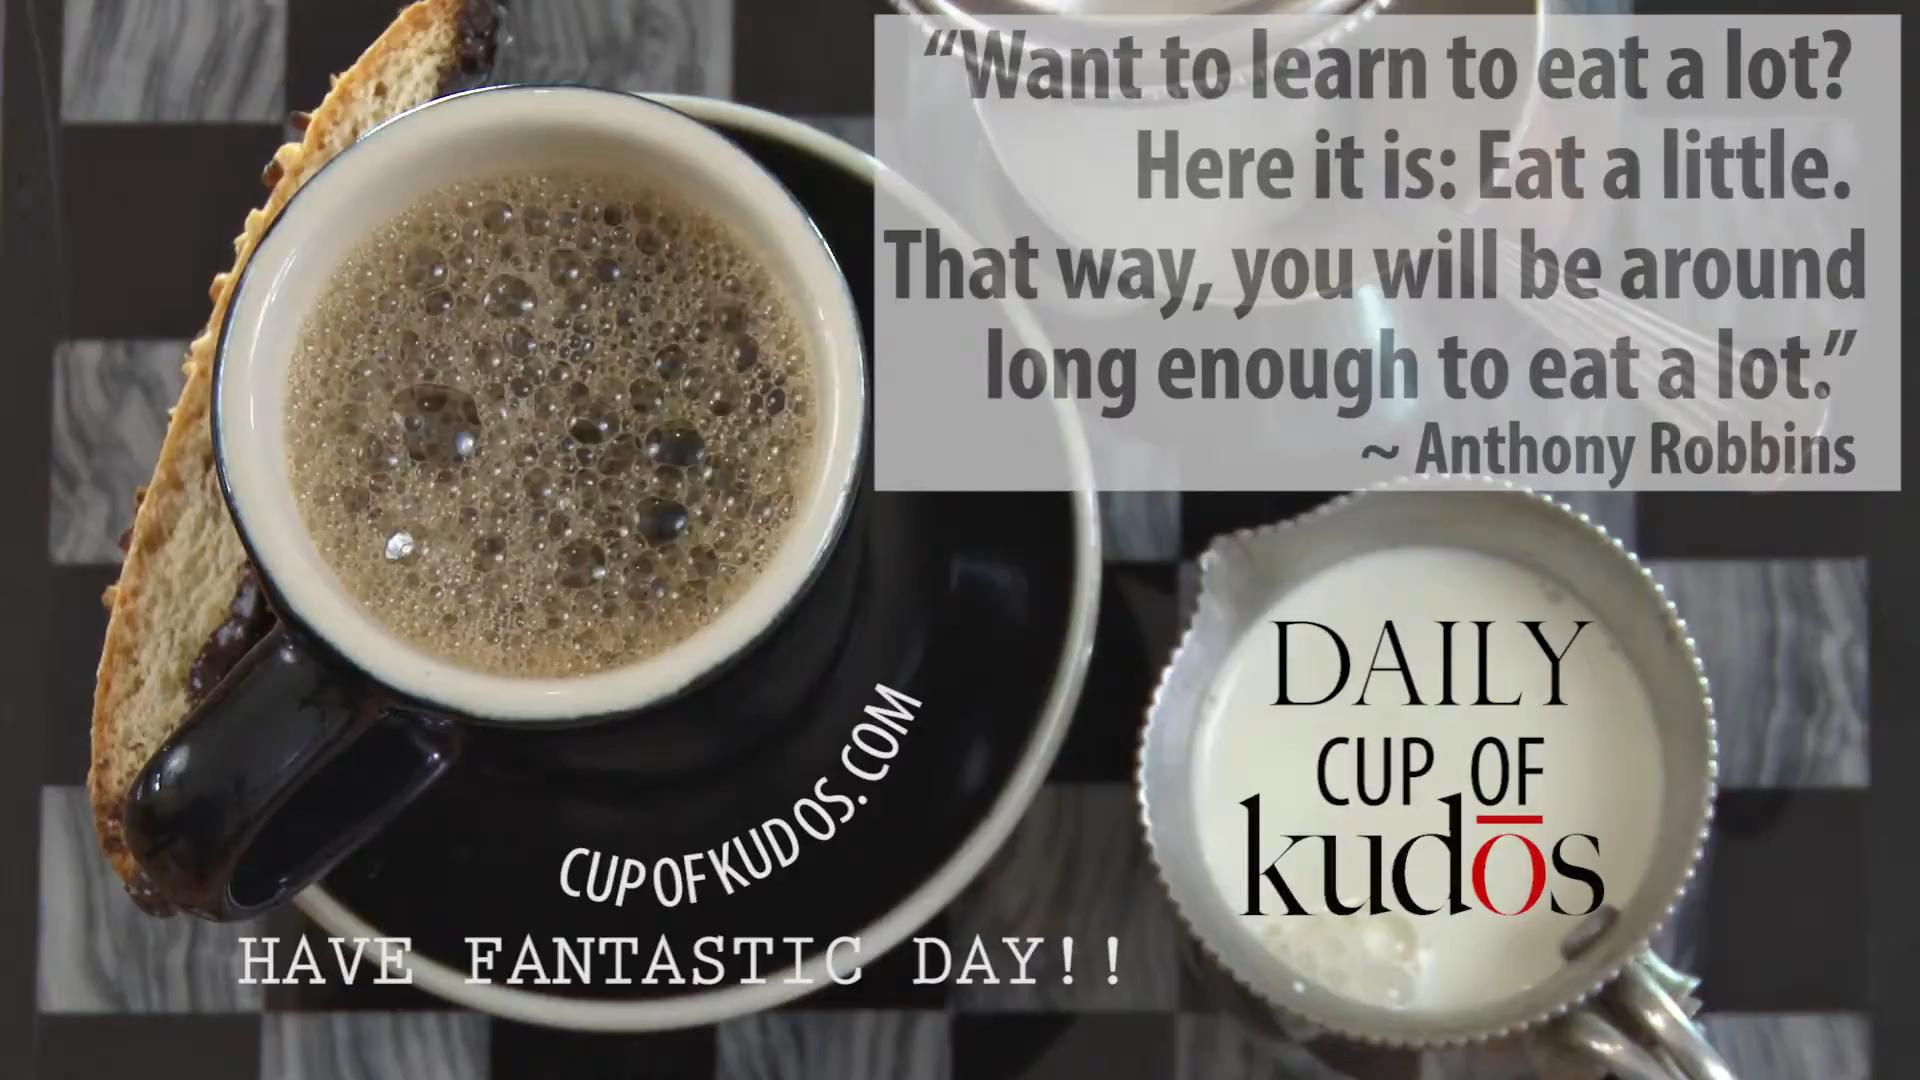 “Want to learn to eat a lot?
Here it is: Eat a little.
That way, you will be around
long enough to eat a lot.”
~ Anthony Robbins
DAILY
CUP OF
kudos
CUPOFKUDOS.COM
HAVE FANTASTIC DAY!!